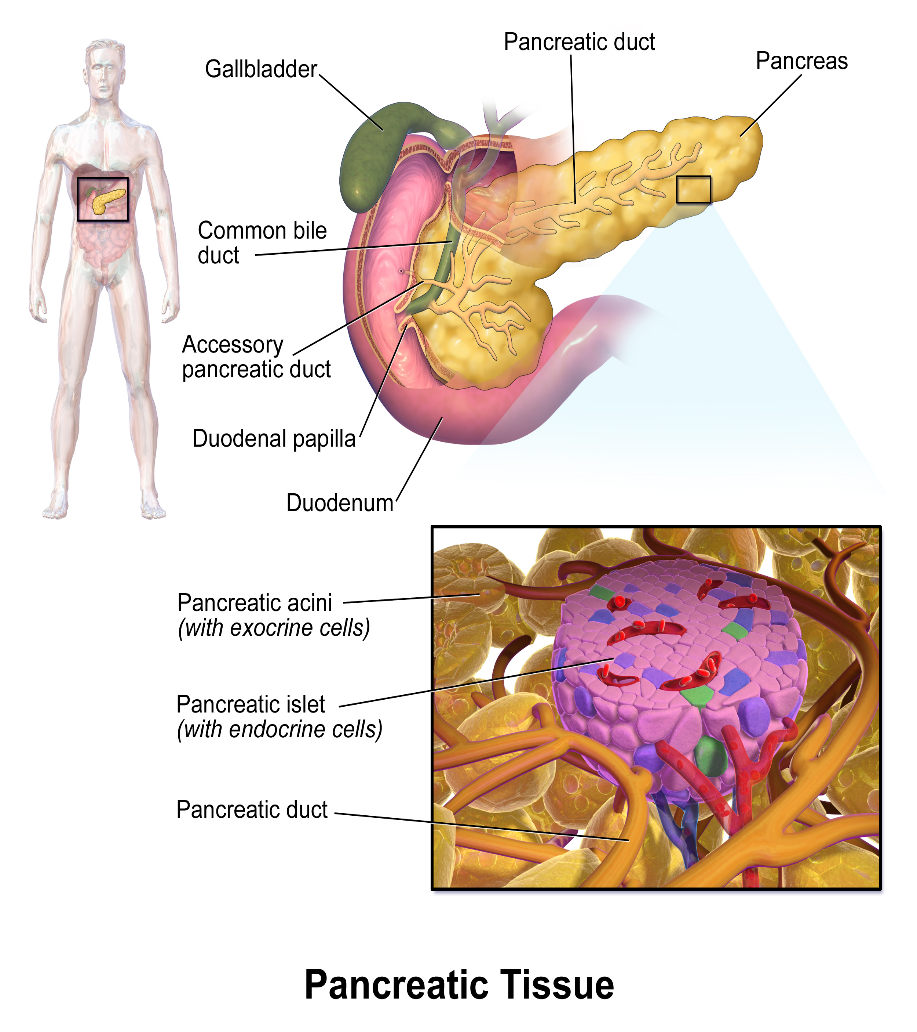 Pancreatic duct
Gallbladder
Pancreas
Common bile
duct
Accessory
pancreatic duct
Duodenal papilla
Duodenum
Pancreatic acini
(with exocrine cells)
Pancreatic islet
(with endocrine cells)
Pancreatic duct
Pancreatic Tissue